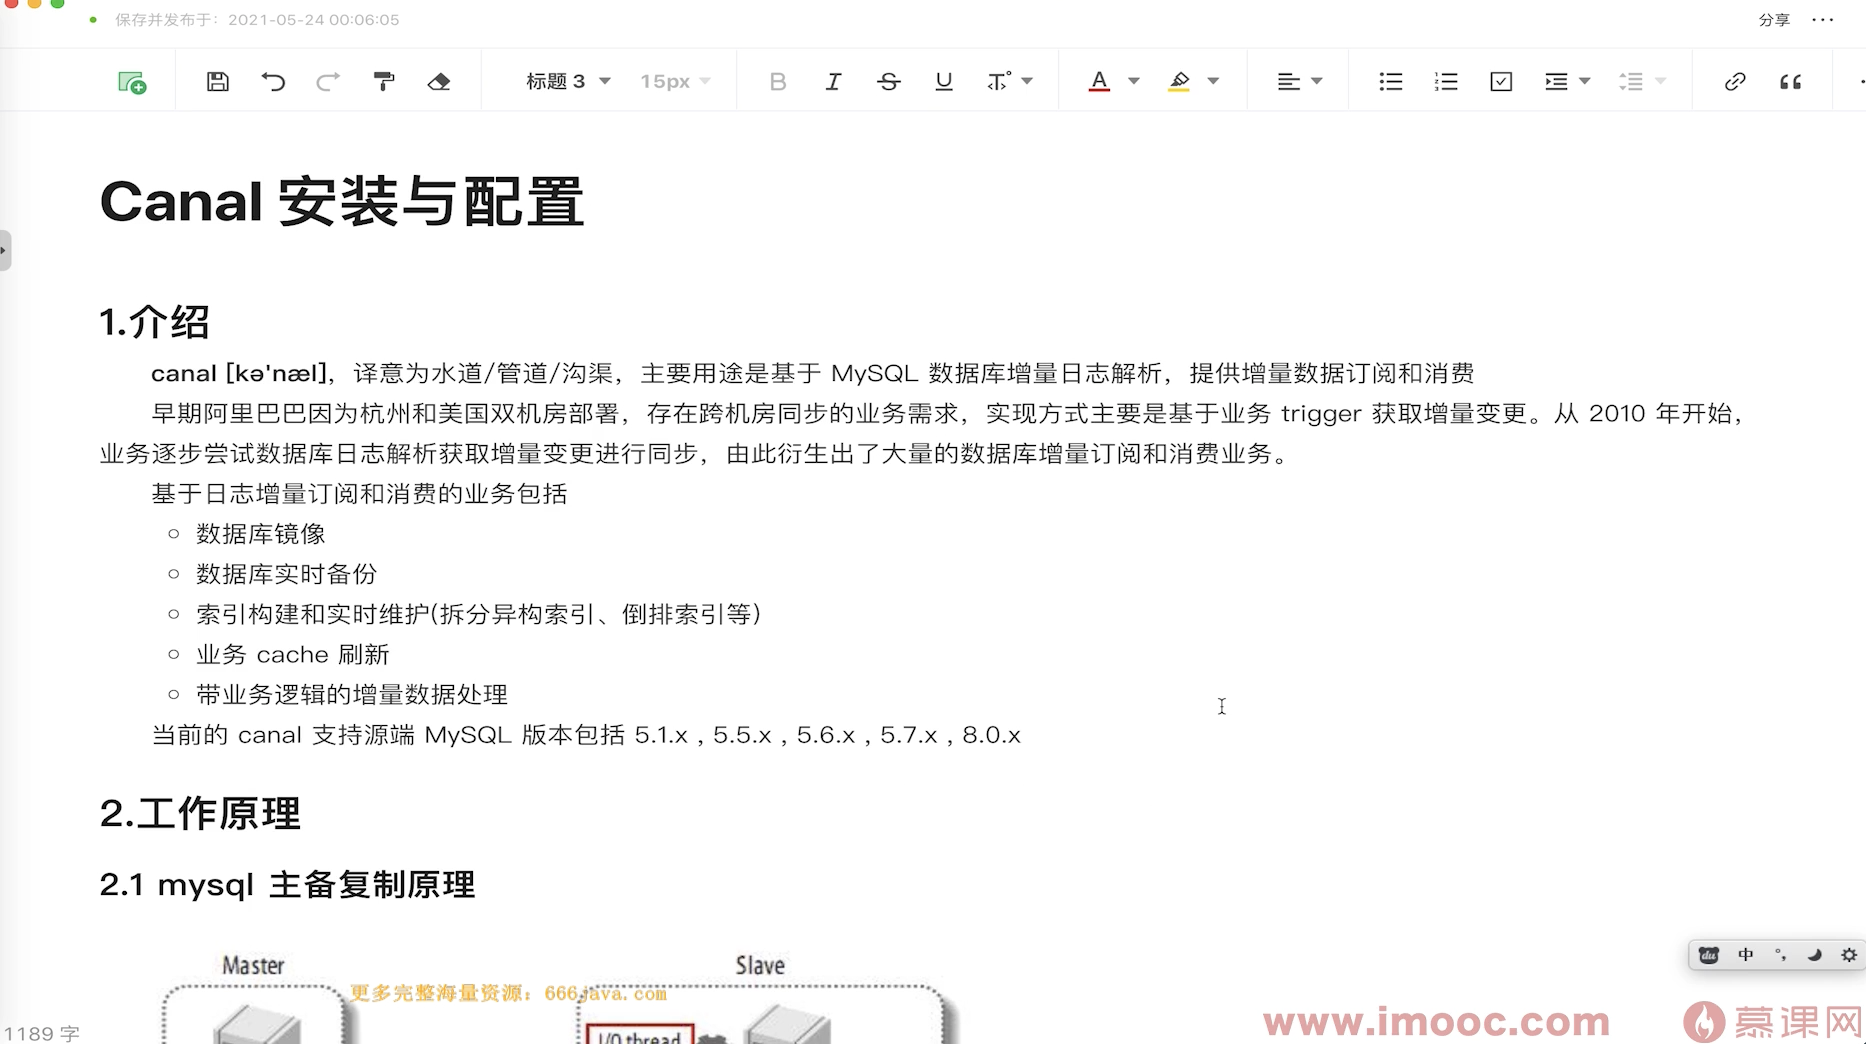 保存并发布于：2021-05-24 00:06:05
分享
标题 3
15px
Canal 安装与配置
1.介绍
canal [kə'næl]，译意为水道/管道/沟渠，主要用途是基于 MySQL 数据库增量日志解析，提供增量数据订阅和消费
早期阿里巴巴因为杭州和美国双机房部署，存在跨机房同步的业务需求，实现方式主要是基于业务 trigger 获取增量变更。从 2010 年开始，
业务逐步尝试数据库日志解析获取增量变更进行同步，由此衍生出了大量的数据库增量订阅和消费业务。
基于日志增量订阅和消费的业务包括
数据库镜像
数据库实时备份
索引构建和实时维护(拆分异构索引、倒排索引等)
业务 cache 刷新
带业务逻辑的增量数据处理
当前的 canal 支持源端 MySQL 版本包括 5.1.x , 5.5.x , 5.6.x , 5.7.x , 8.0.x
2.工作原理
2.1 mysql 主备复制原理
Master
Slave
更多完整海量资源：666java.com
I/O thread
1189 字
du 中
www.imooc.com 慕课网